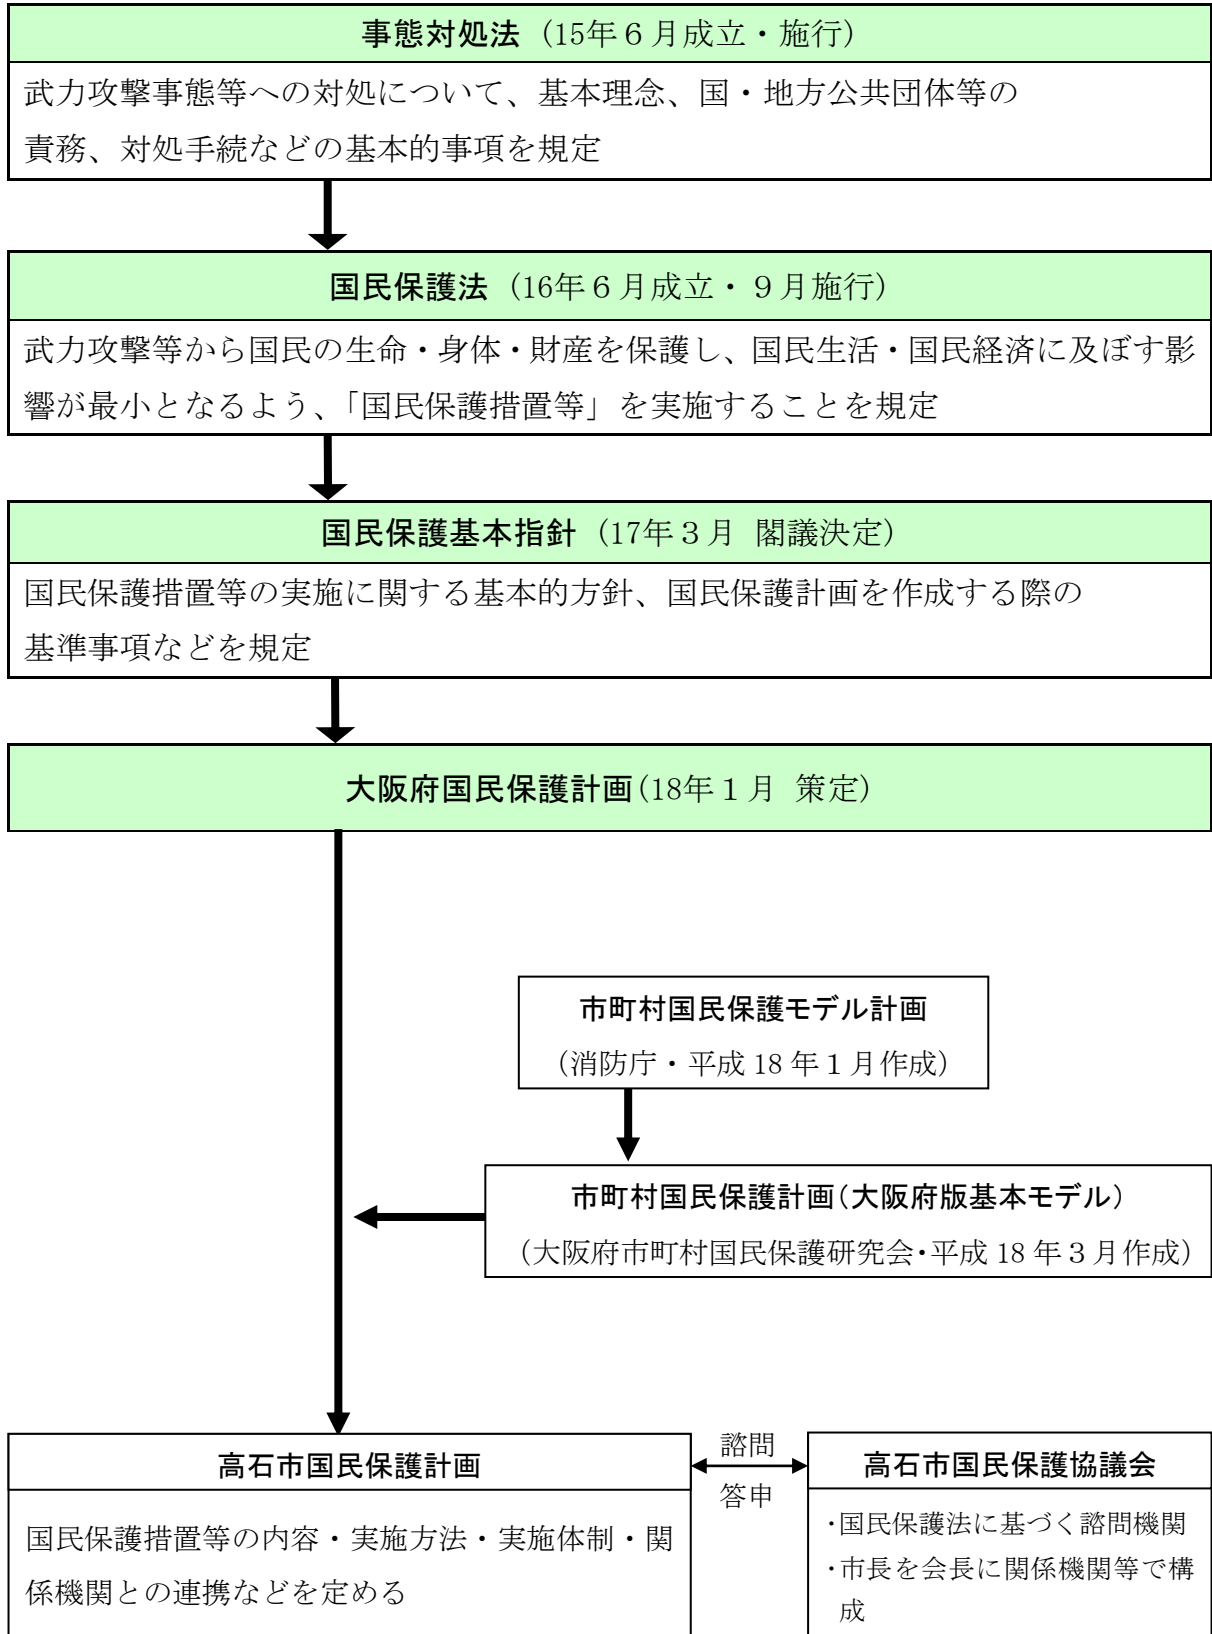 事態対処法（15年６月成立・施行）
武力攻撃事態等への対処について、基本理念、国・地方公共団体等の
責務、対処手続などの基本的事項を規定
国民保護法（16年６月成立・９月施行）
武力攻撃等から国民の生命・身体・財産を保護し、国民生活・国民経済に及ぼす影
響が最小となるよう、「国民保護措置等」を実施することを規定
国民保護基本指針（17年３月 閣議決定）
国民保護措置等の実施に関する基本的方針、国民保護計画を作成する際の
基準事項などを規定
大阪府国民保護計画（18年１月 策定）
市町村国民保護モデル計画
（消防庁・平成 18 年１月作成）
市町村国民保護計画（大阪府版基本モデル）
（大阪府市町村国民保護研究会・平成 18 年３月作成）
高石市国民保護計画
国民保護措置等の内容・実施方法・実施体制・関
係機関との連携などを定める
諮問
答申
高石市国民保護協議会
・国民保護法に基づく諮問機関
・市長を会長に関係機関等で構
成